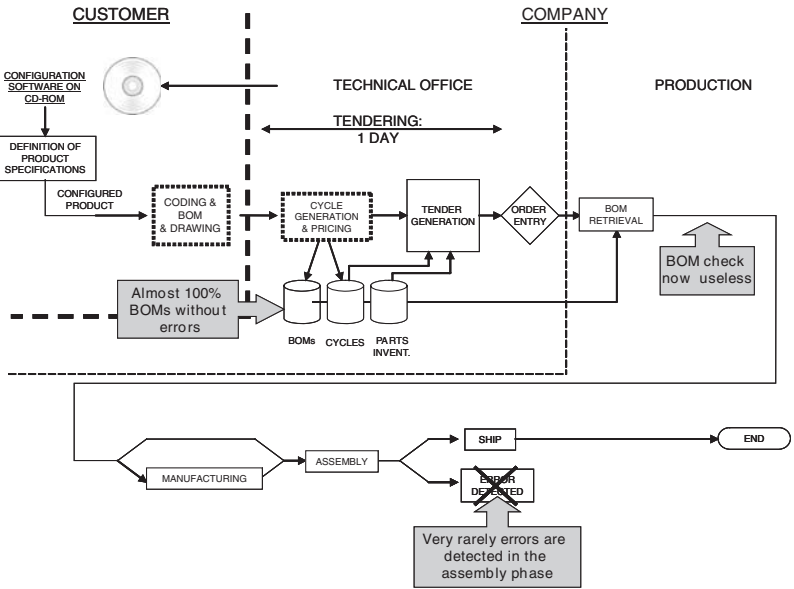 CUSTOMER
COMPANY
CONFIGURATION
SOFTWARE ON
CD-ROM
TECHNICAL OFFICE
PRODUCTION
TENDERING:
1 DAY
DEFINITION OF
PRODUCT
SPECIFICATIONS
CONFIGURED
PRODUCT
CODING &
BOM
& DRAWING
CYCLE
GENERATION
& PRICING
TENDER
GENERATION
ORDER
ENTRY
BOM
RETRIEVAL
BOM check
now useless
Almost 100%
BOMs without
errors
BOMs
CYCLES
PARTS
INVENT.
MANUFACTURING
ASSEMBLY
SHIP
END
ERROR
DETECTED
Very rarely errors are
detected in the
assembly phase